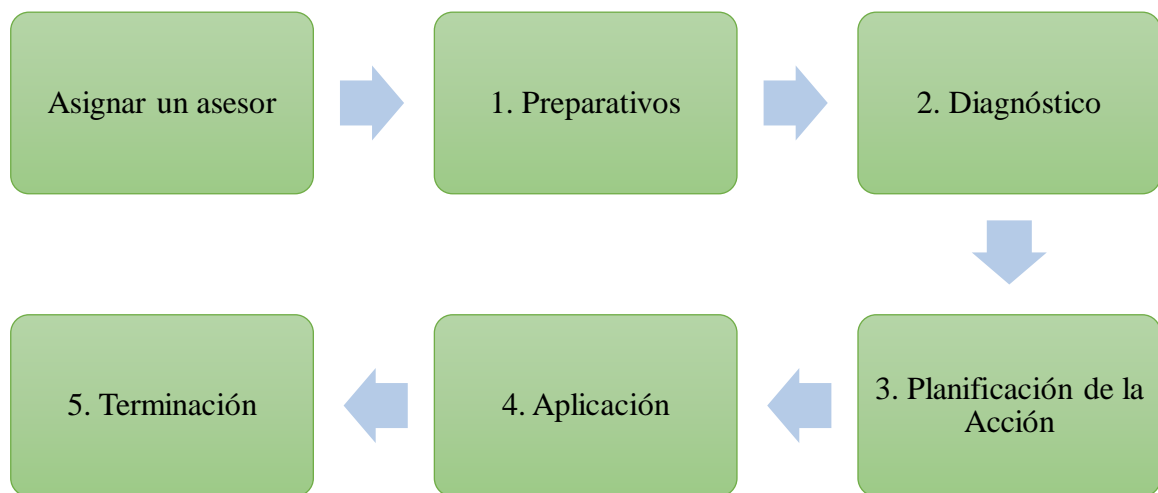 Asignar un asesor
1. Preparativos
2. Diagnóstico
3. Planificación de la
Acción
4. Aplicación
5. Terminación